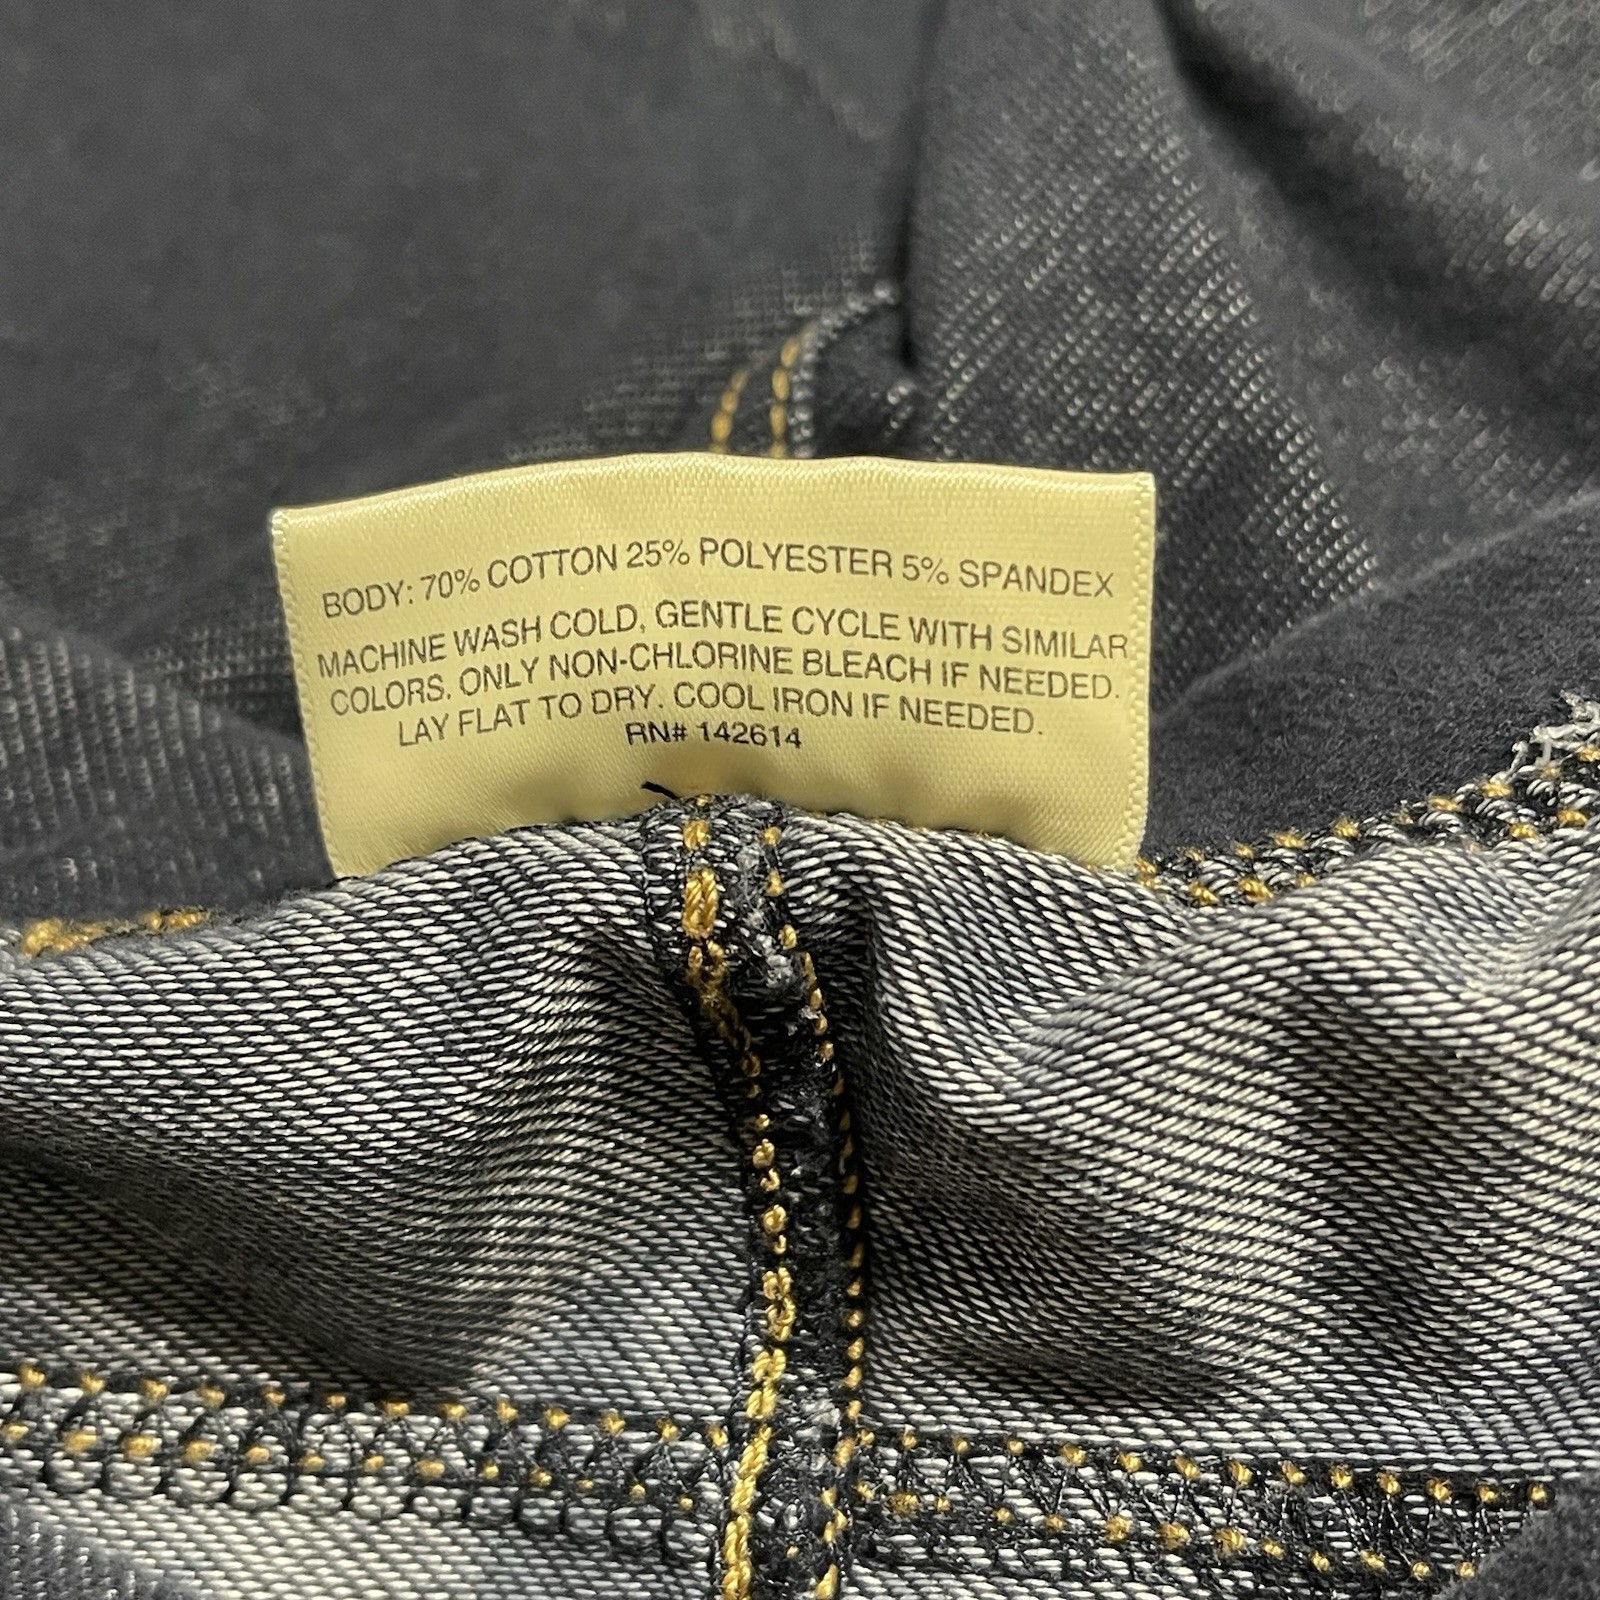 BODY: 70% COTTON 25% POLYESTER 5% SPANDEX
MACHINE WASH COLD, GENTLE CYCLE WITH SIMILAR
COLORS. ONLY NON-CHLORINE BLEACH IF NEEDED.
LAY FLAT TO DRY. COOL IRON IF NEEDED.
RN# 142614